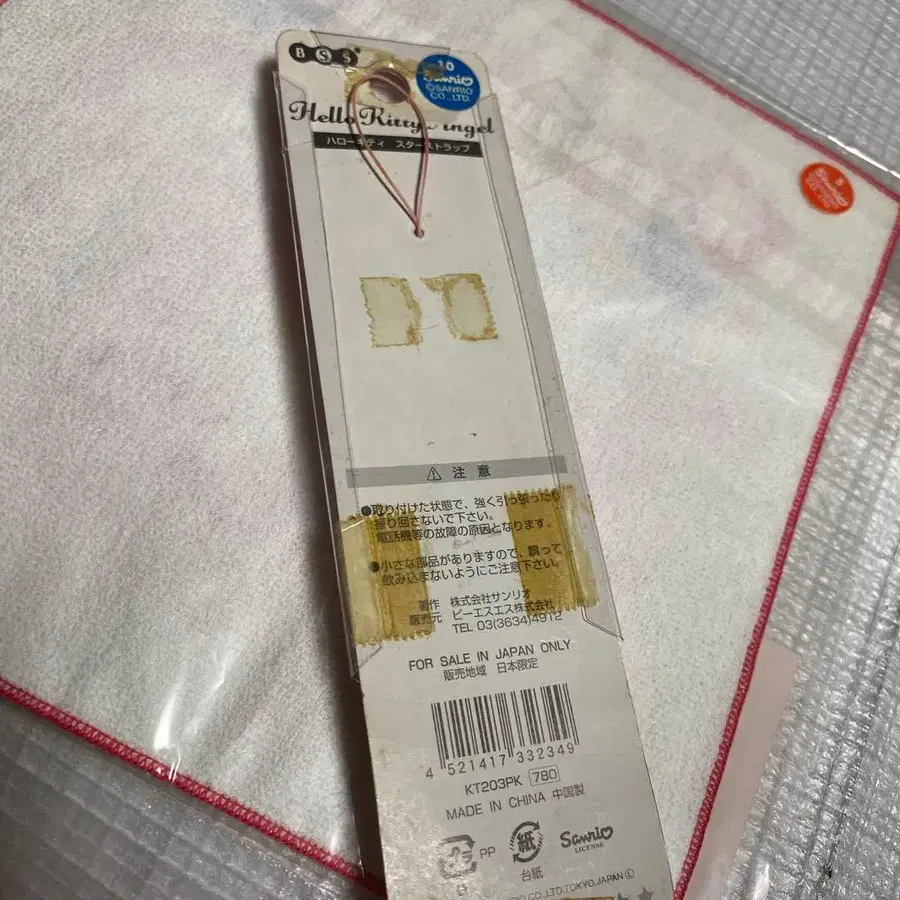 BSS
10
Sanrio
©SANRIO
CO.,LTD.
Hello Kitty Angel
ハローキティ スターストラップ
Sanrio
注意
●取り付けた状態で、強く引っ張ったり
振り回さないで下さい。
電話機等の故障の原因となります。
●小さな部品がありますので、誤って
飲み込まないようにご注意下さい。
著作 株式会社サンリオ
販売元 ビーエスエス株式会社
TEL 03(3634)4912
FOR SALE IN JAPAN ONLY
販売地域 日本限定
4 521417 332349
KT203PK 780
MADE IN CHINA 中国製
PP
紙
台紙
Sanrio
LICENSE
CO.,LTD.,TOKYO,JAPAN Ⓛ